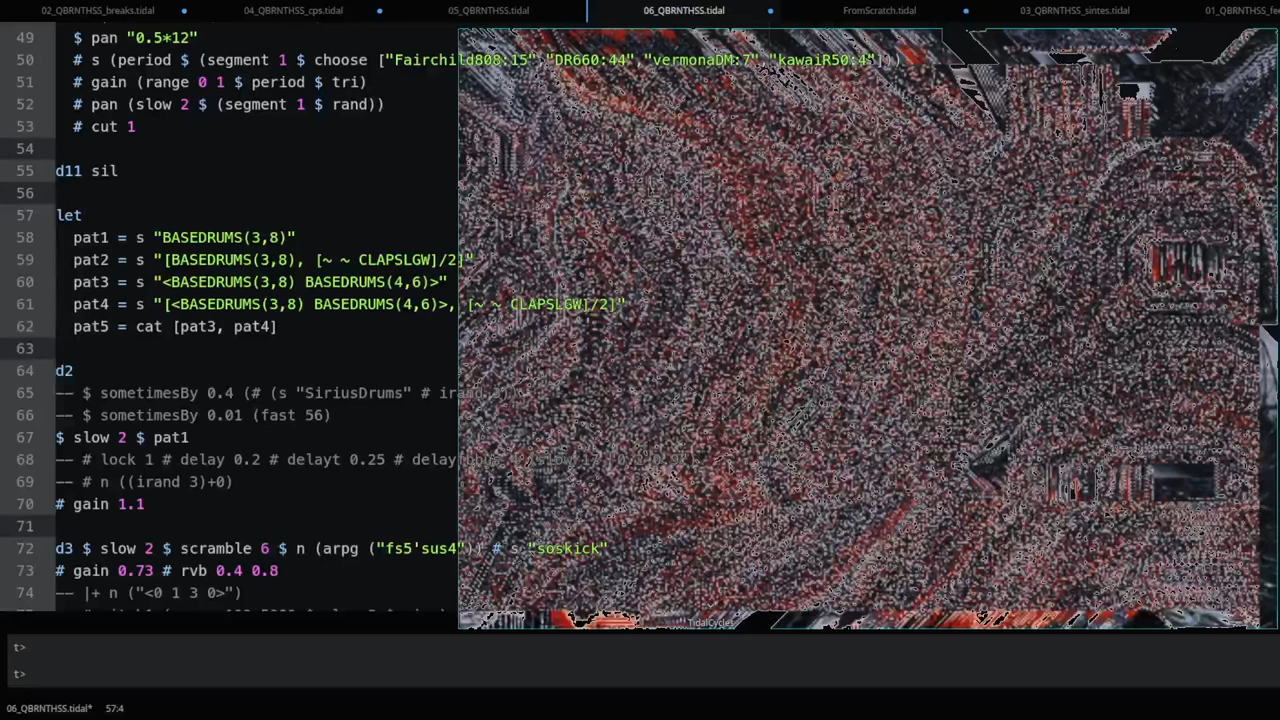 02_QBRNTHSS_breaks.tidal 04_QBRNTHSS_cps.tidal 05_QBRNTHSS.tidal 06_QBRNTHSS.tidal FromScratch.tidal 03_QBRNTHSS_sintes.tidal 01_QBRNTHSS_fe
49 $ pan "0.5*12"
50 # s (period $ (segment 1 $ choose ["Fairchild808:15" "DR660:44" "vermonaDM:7" "kawaiR50:4"]))
51 # gain (range 0 1 $ period $ tri)
52 # pan (slow 2 $ (segment 1 $ rand))
53 # cut 1
54
55 d11 sil
56
57 let
58 pat1 = s "BASEDRUMS(3,8)"
59 pat2 = s "[BASEDRUMS(3,8), [~ ~ CLAPSLGW]/2]"
60 pat3 = s "<BASEDRUMS(3,8) BASEDRUMS(4,6)>"
61 pat4 = s "[<BASEDRUMS(3,8) BASEDRUMS(4,6)>, [~ ~ CLAPSLGW]/2]"
62 pat5 = cat [pat3, pat4]
63
64 d2
65 -- $ sometimesBy 0.4 (# (s "SiriusDrums" # irand
66 -- $ sometimesBy 0.01 (fast 56)
67 $ slow 2 $ pat1
68 -- # lock 1 # delay 0.2 # delayt 0.25 #
69 -- # n ((irand 3)+0)
70 # gain 1.1
71
72 d3 $ slow 2 $ scramble 6 $ n (arpg ("fs5'sus4")) # s "soskick"
73 # gain 0.73 # rvb 0.4 0.8
74 -- |+ n ("<0 1 3 0>")
TidalCycles
t>
t>
06_QBRNTHSS.tidal* 57:4